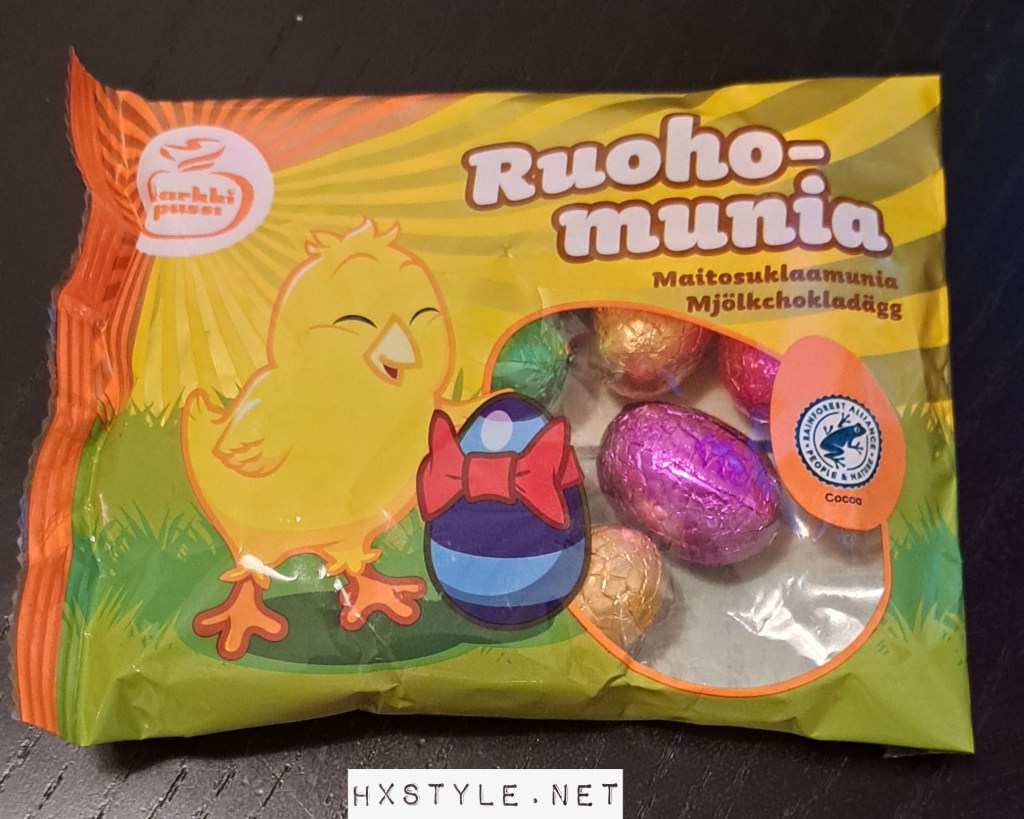 arkki
pussi
Ruoho-
munia
Maitosuklaamunia
Mjölkchokladägg
RAINFOREST ALLIANCE
PEOPLE & NATURE
Cocoa
HXSTYLE.NET